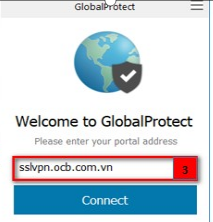 GlobalProtect
Welcome to GlobalProtect
Please enter your portal address
sslvpn.ocb.com.vn 3
Connect